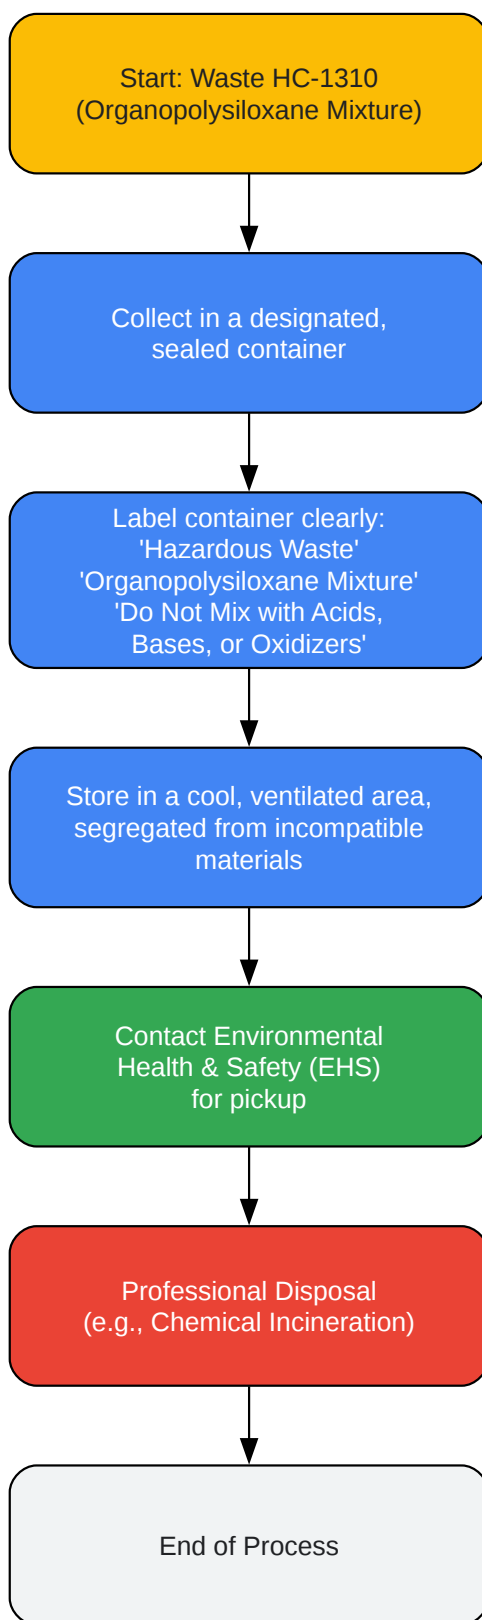 Start: Waste HC-1310
(Organopolysiloxane Mixture)
Collect in a designated,
sealed container
Label container clearly:
'Hazardous Waste'
'Organopolysiloxane Mixture'
'Do Not Mix with Acids,
Bases, or Oxidizers'
Store in a cool, ventilated area,
segregated from incompatible
materials
Contact Environmental
Health & Safety (EHS)
for pickup
Professional Disposal
(e.g., Chemical Incineration)
End of Process